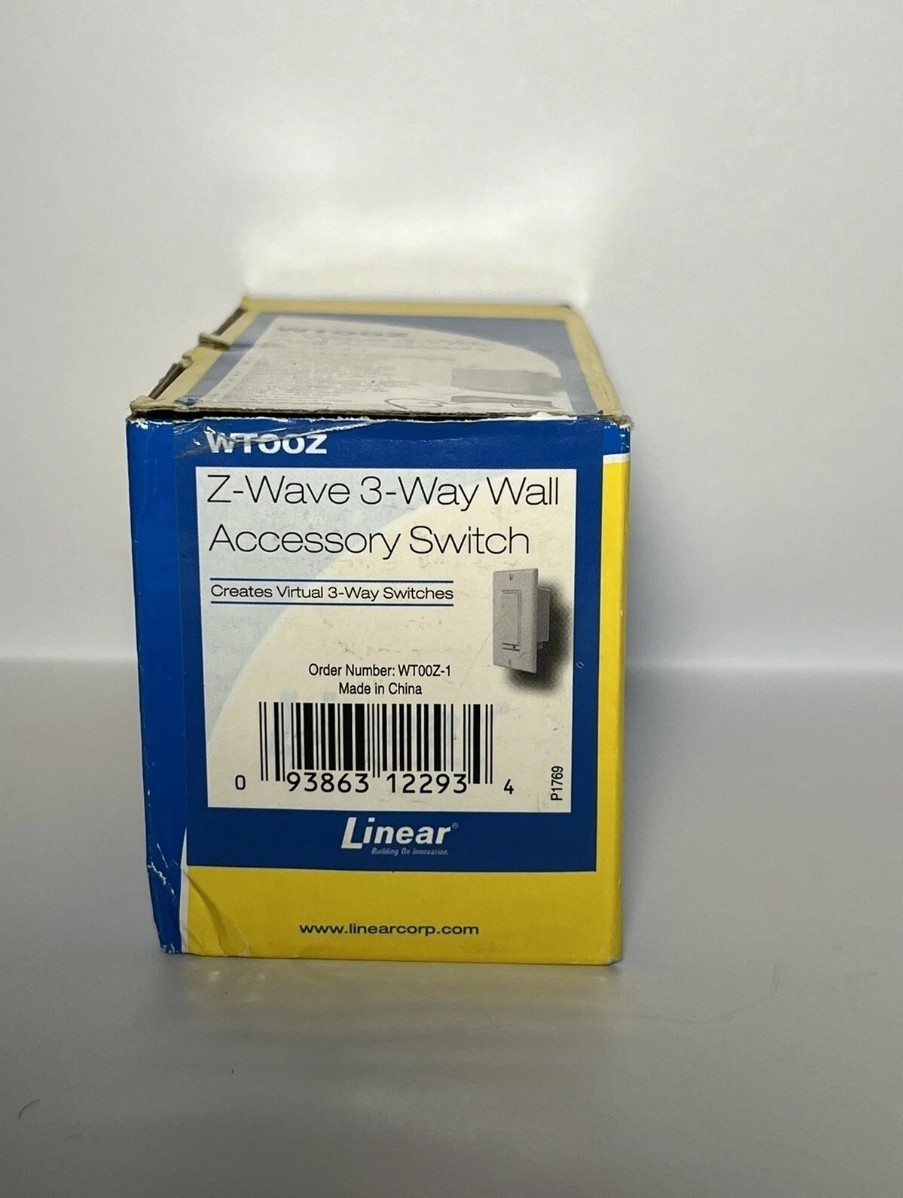 WT00Z
WT00Z
Z-Wave 3-Way Wall
Accessory Switch
Creates Virtual 3-Way Switches
Order Number: WT00Z-1
Made in China
0 93863 12293 4
P1769
Linear®
Building On Innovation.
www.linearcorp.com